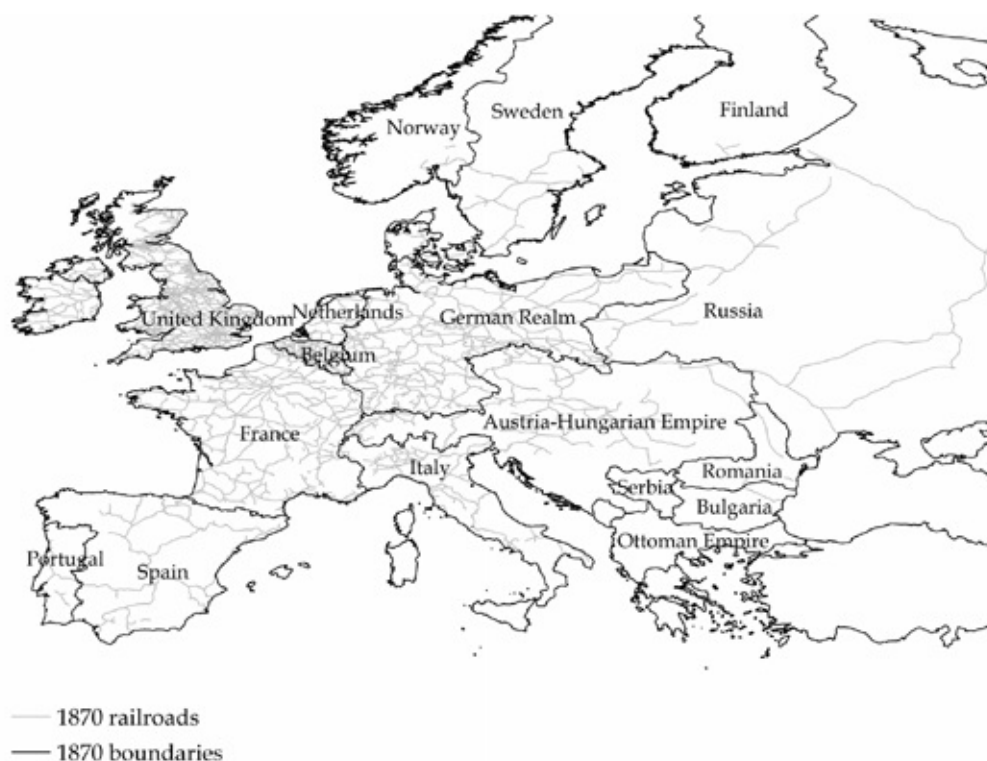 Sweden
Norway
Finland
United Kingdom
Netherlands
German Realm
Russia
Belgium
France
Austria-Hungarian Empire
Italy
Romania
Serbia
Bulgaria
Ottoman Empire
Portugal
Spain
1870 railroads
1870 boundaries